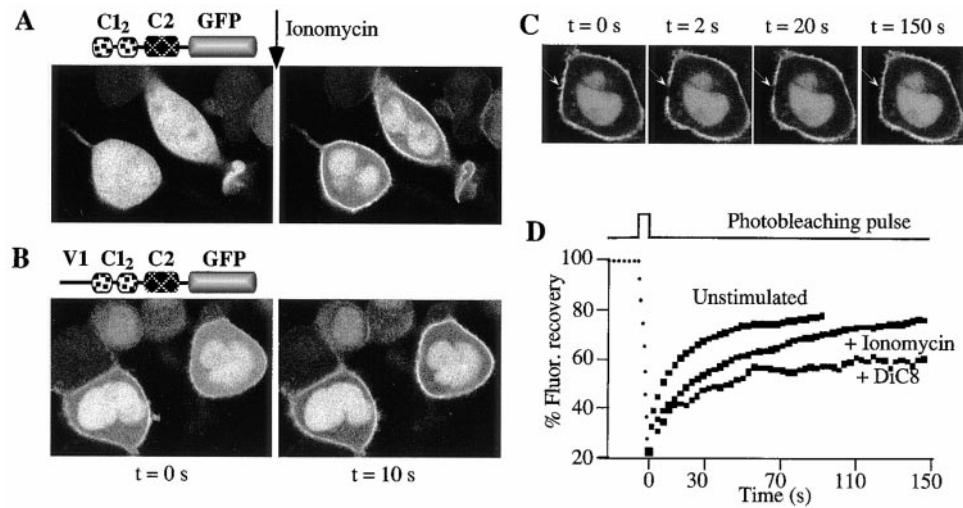 A
C1₂ C2 GFP
Ionomycin
B
V1 C1₂ C2 GFP
t = 0 s
t = 10 s
C
t = 0 s t = 2 s t = 20 s t = 150 s
D
Photobleaching pulse
% Fluor. recovery
100
80
60
40
20
Unstimulated
+ Ionomycin
+ DiC8
0 30 70 110 150
Time (s)